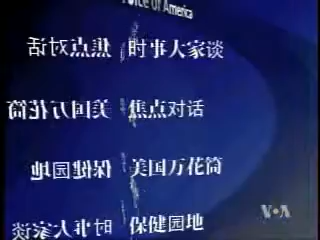 Voice of America
焦点对话 时事大家谈
美国万花筒 焦点对话
保健园地 美国万花筒
时事大家谈 保健园地
VOA